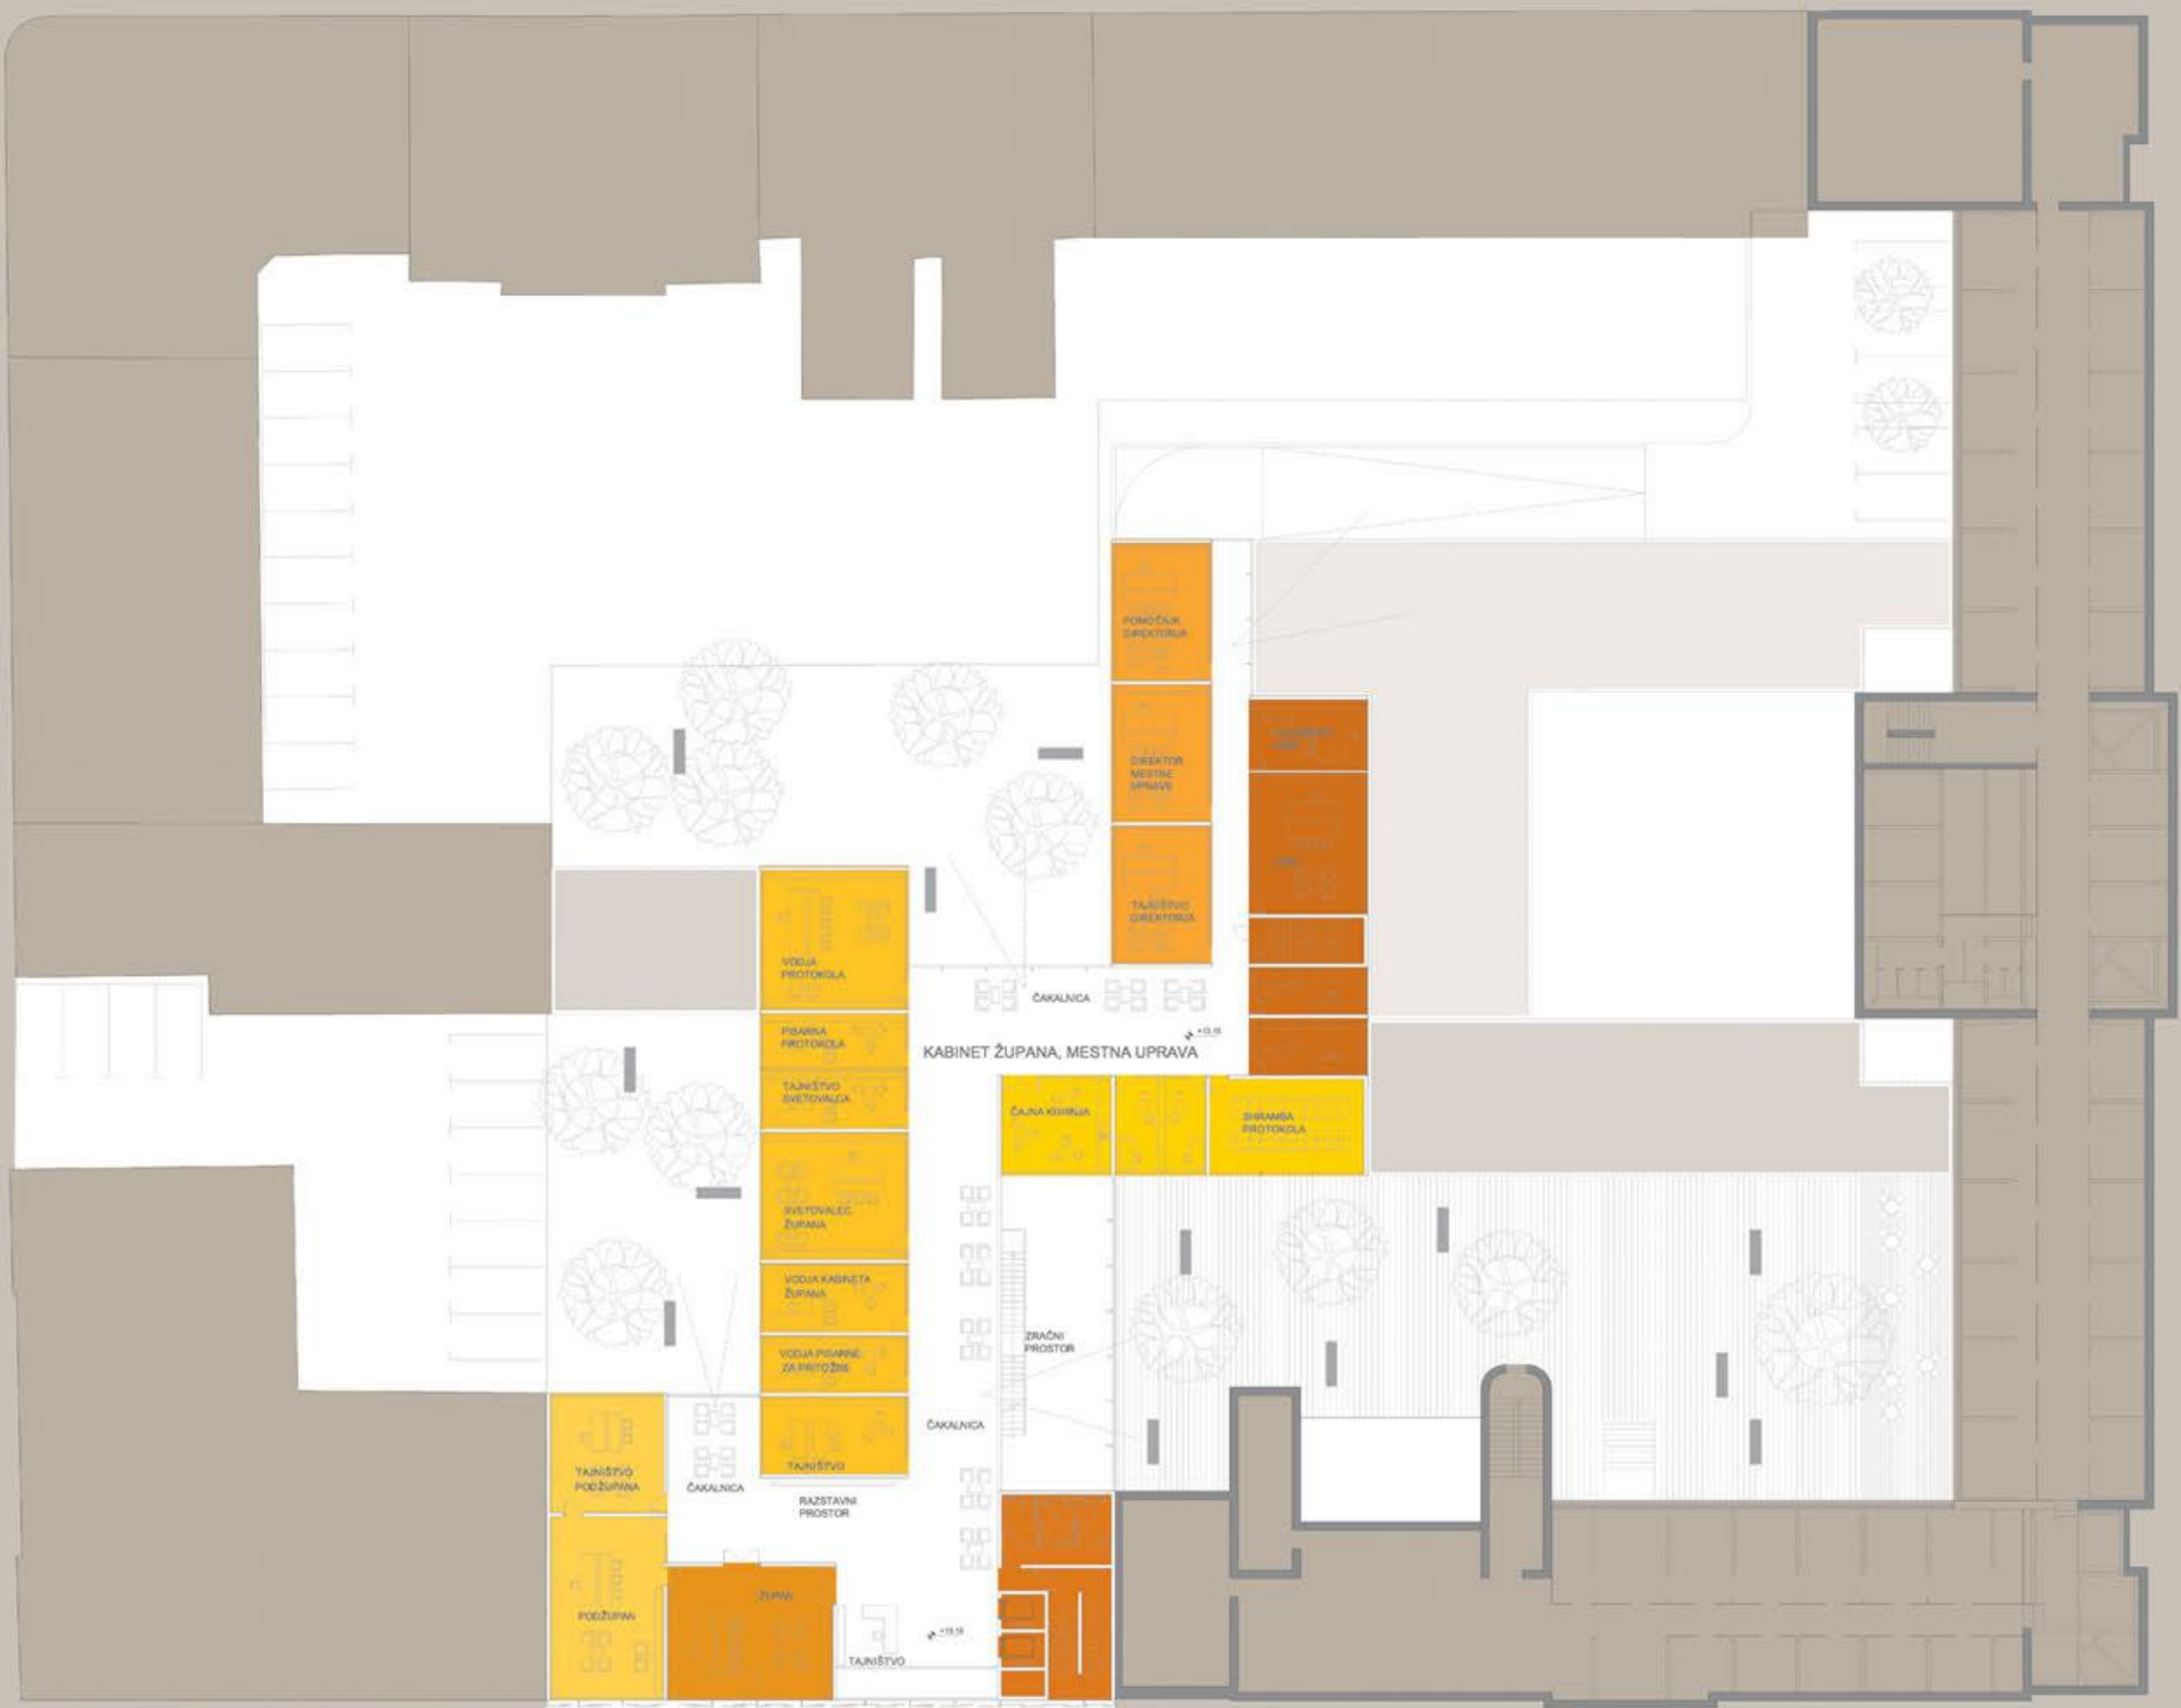 POMOČNIK
DIREKTORJA
DIREKTOR
MESTNE
UPRAVE
TAJNIŠTVO
DIREKTORJA
VODJA
PROTOKOLA
ČAKALNICA
PISARNA
PROTOKOLA
KABINET ŽUPANA, MESTNA UPRAVA
TAJNIŠTVO
SVETOVALCA
ČAJNA KUHINJA
SHRAMBA
PROTOKOLA
SVETOVALEC
ŽUPANA
VODJA KABINETA
ŽUPANA
ZRAČNI
PROSTOR
VODJA PISARNE
ZA PRITOŽBE
ČAKALNICA
TAJNIŠTVO
TAJNIŠTVO
PODŽUPANA
ČAKALNICA
RAZSTAVNI
PROSTOR
ŽUPAN
PODŽUPAN
TAJNIŠTVO